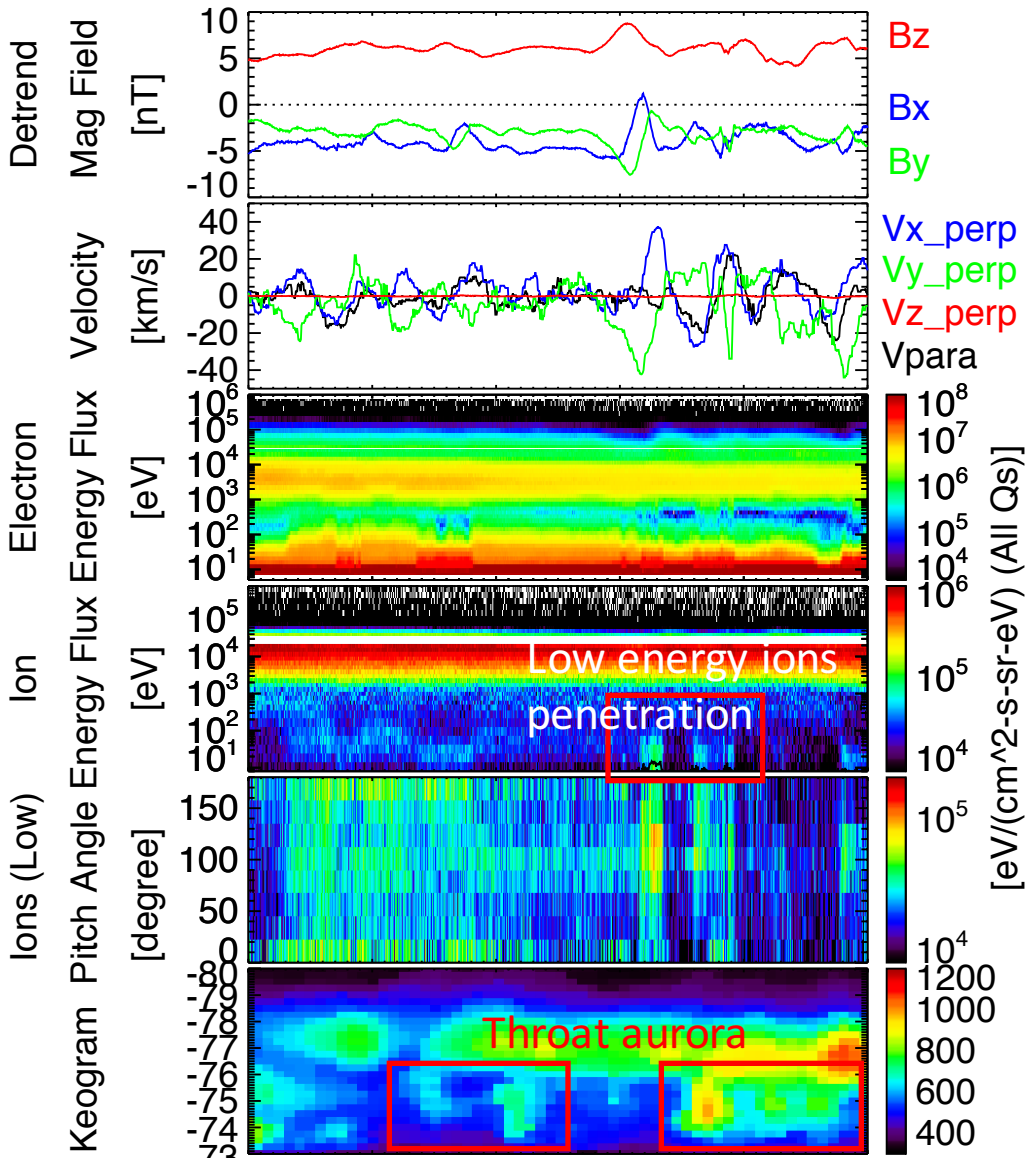 Detrend
Mag Field
[nT]
10
5
0
-5
-10
Bz
Bx
By
Velocity
[km/s]
40
20
0
-20
-40
Vx_perp
Vy_perp
Vz_perp
Vpara
Electron
Energy Flux
[eV]
10^6
10^5
10^4
10^3
10^2
10^1
10^8
10^7
10^6
10^5
10^4
Ion
Energy Flux
[eV]
10^5
10^4
10^3
10^2
10^1
Low energy ions
penetration
10^6
10^5
10^4
Ions (Low)
Pitch Angle
[degree]
150
100
50
0
10^5
10^4
[eV/(cm^2-s-sr-eV) (All Qs)]
Keogram
-80
-79
-78
-77
-76
-75
-74
-73
Throat aurora
1200
1000
800
600
400